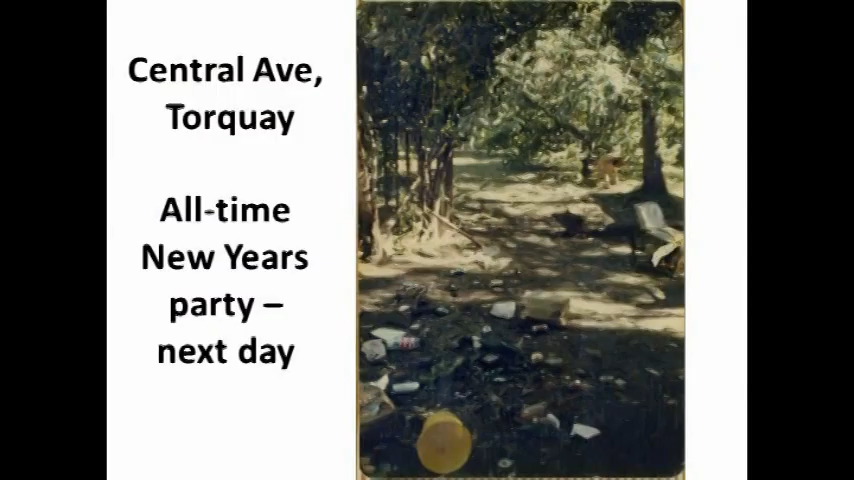 Central Ave,
Torquay
All-time
New Years
party –
next day